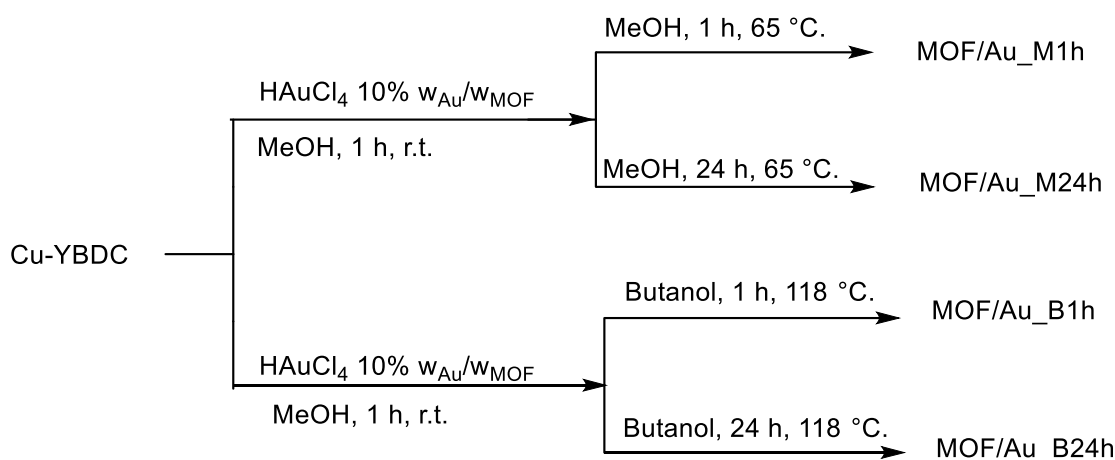 MeOH, 1 h, 65 °C.
MOF/Au_M1h
HAuCl4 10% wAu/wMOF
MeOH, 1 h, r.t.
MeOH, 24 h, 65 °C.
MOF/Au_M24h
Cu-YBDC
Butanol, 1 h, 118 °C.
MOF/Au_B1h
HAuCl4 10% wAu/wMOF
MeOH, 1 h, r.t.
Butanol, 24 h, 118 °C.
MOF/Au_B24h